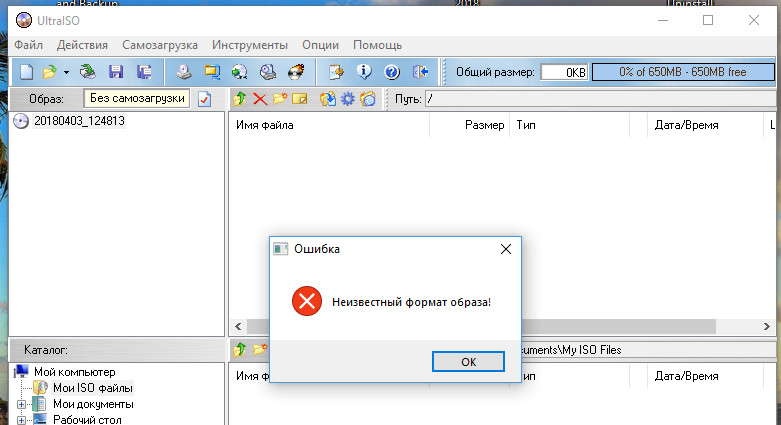 and Backup 2018 Uninstall
UltraISO
Файл Действия Самозагрузка Инструменты Опции Помощь
Общий размер: 0KB 0% of 650MB - 650MB free
Образ: Без самозагрузки Путь: /
20180403_124813
Имя файла Размер Тип Дата/Время L
Ошибка
Неизвестный формат образа!
OK
Каталог: cuments\My ISO Files
Мой компьютер
Мои ISO файлы
Имя ф ип Дата/Время
Мои документы
Рабочий стол